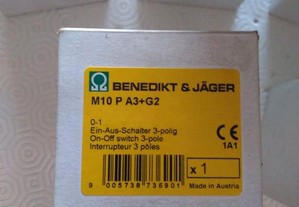 BENEDIKT & JÄGER
M10 P A3+G2
0-1
Ein-Aus-Schalter 3-polig
On-Off switch 3-pole
Interrupteur 3 pôles
CE
1A1
x 1
9 005738 736901
Made in Austria